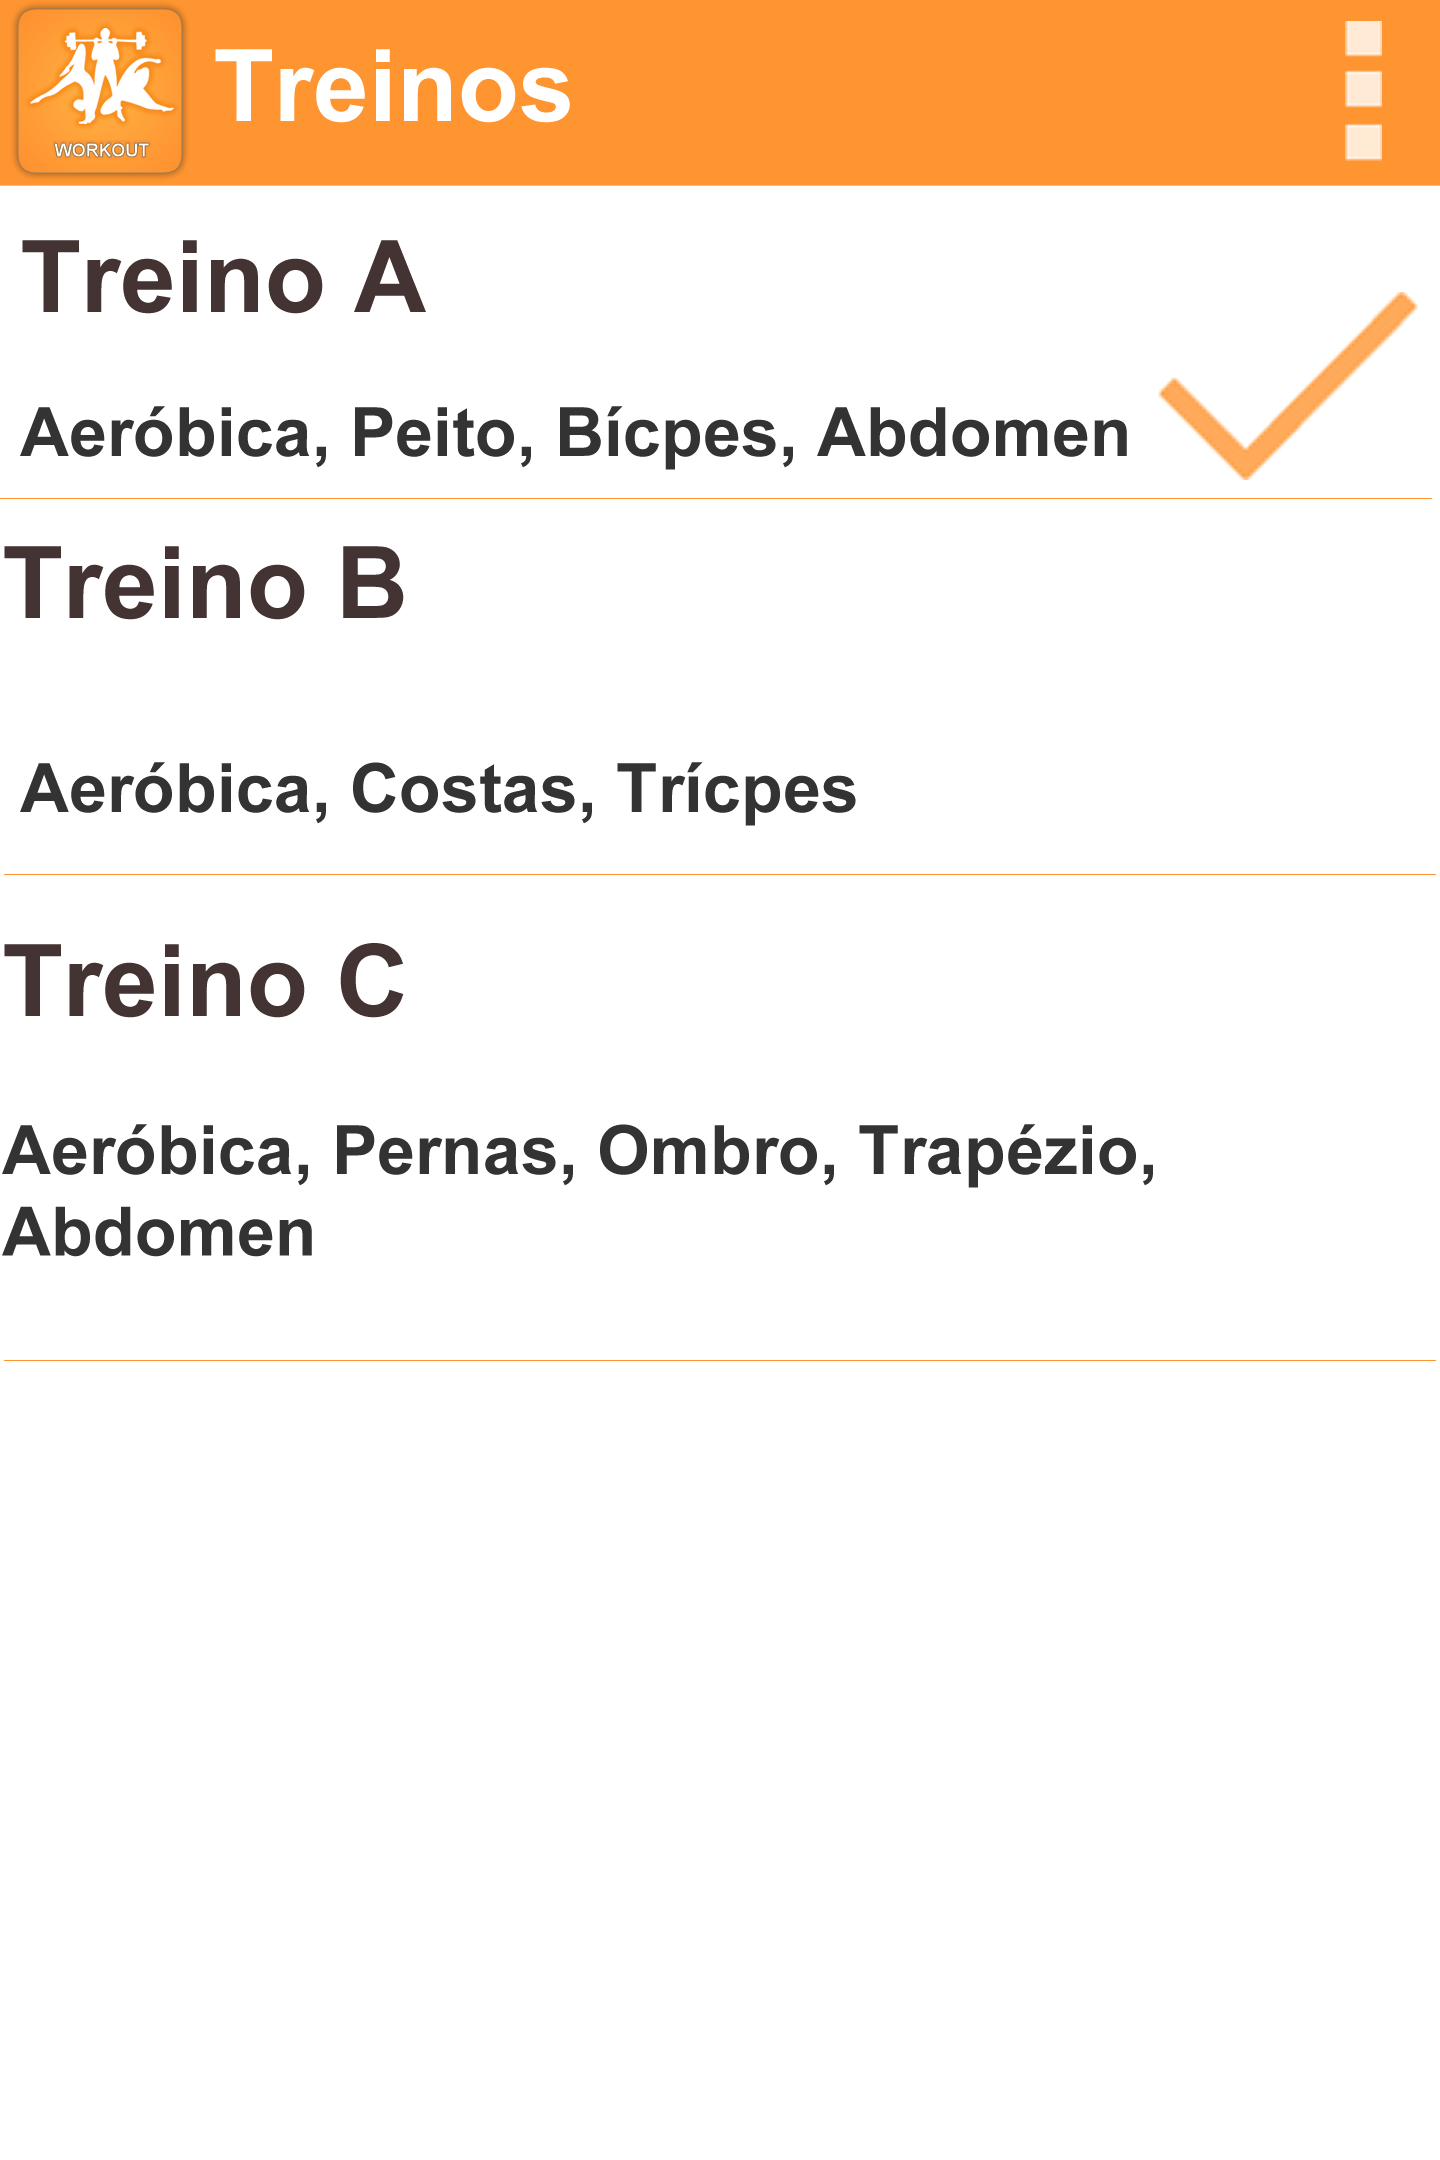 WORKOUT
Treinos
Treino A
Aeróbica, Peito, Bícpes, Abdomen
Treino B
Aeróbica, Costas, Trícpes
Treino C
Aeróbica, Pernas, Ombro, Trapézio,
Abdomen